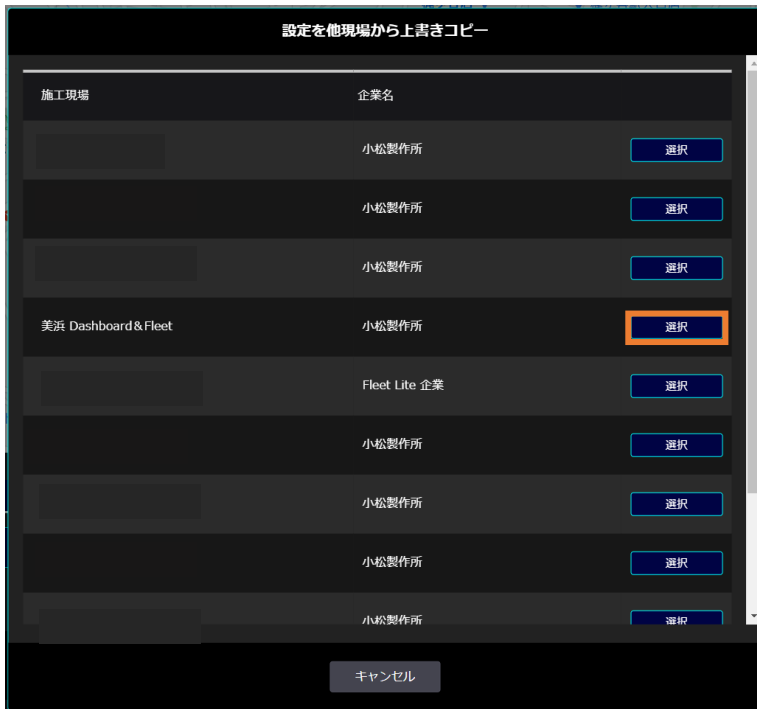 設定を他現場から上書きコピー
施工現場 企業名
小松製作所 選択
小松製作所 選択
小松製作所 選択
美浜 Dashboard&Fleet 小松製作所 選択
Fleet Lite 企業 選択
小松製作所 選択
小松製作所 選択
小松製作所 選択
小松製作所 選択
キャンセル